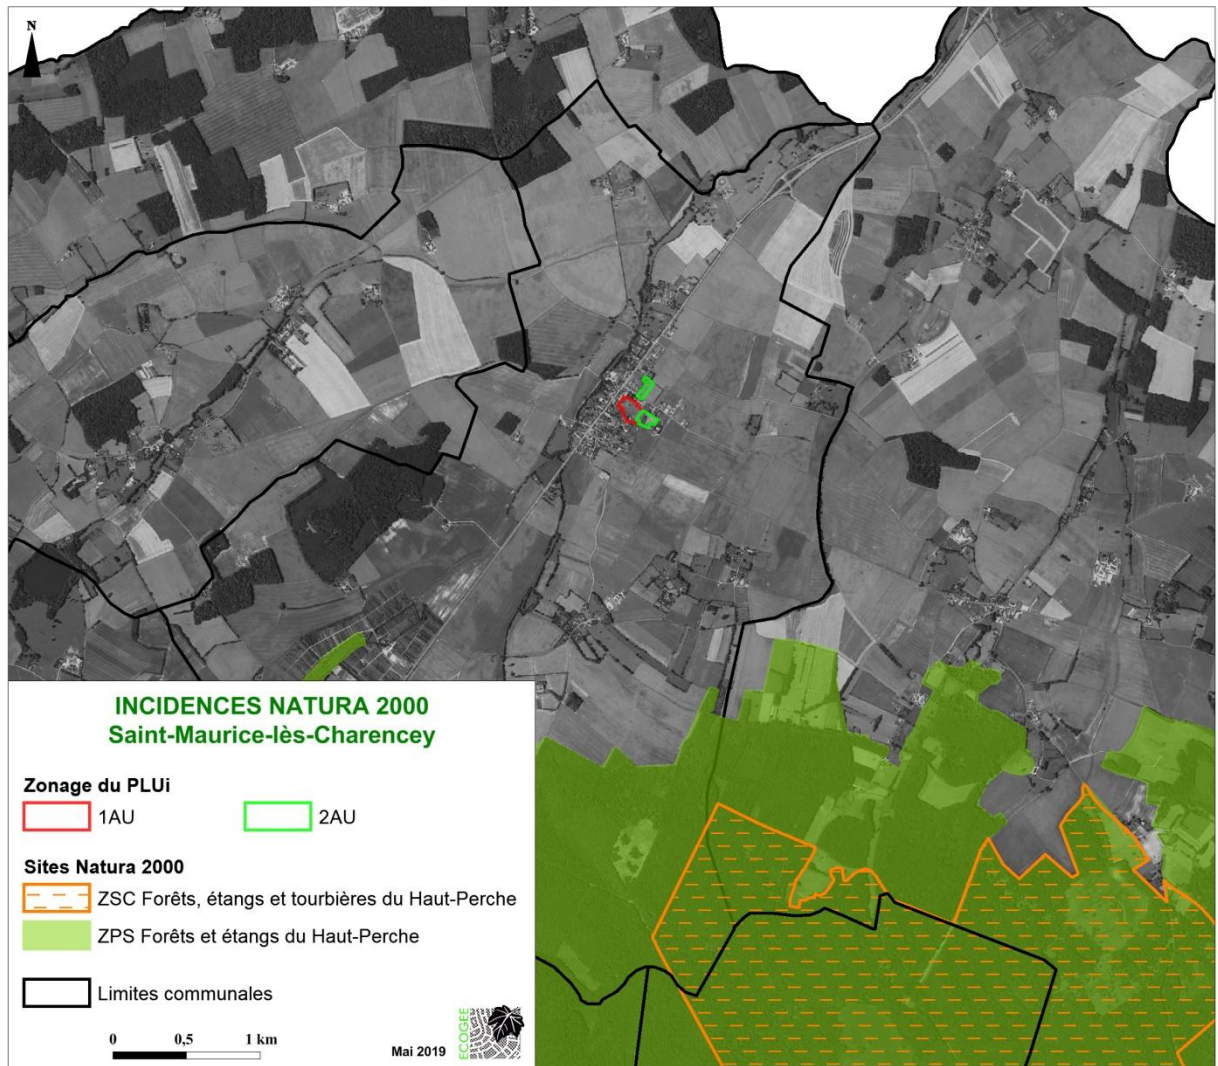 N
INCIDENCES NATURA 2000
Saint-Maurice-lès-Charencey
Zonage du PLUi
1AU 2AU
Sites Natura 2000
ZSC Forêts, étangs et tourbières du Haut-Perche
ZPS Forêts et étangs du Haut-Perche
Limites communales
0 0,5 1 km
Mai 2019
ECOGEE